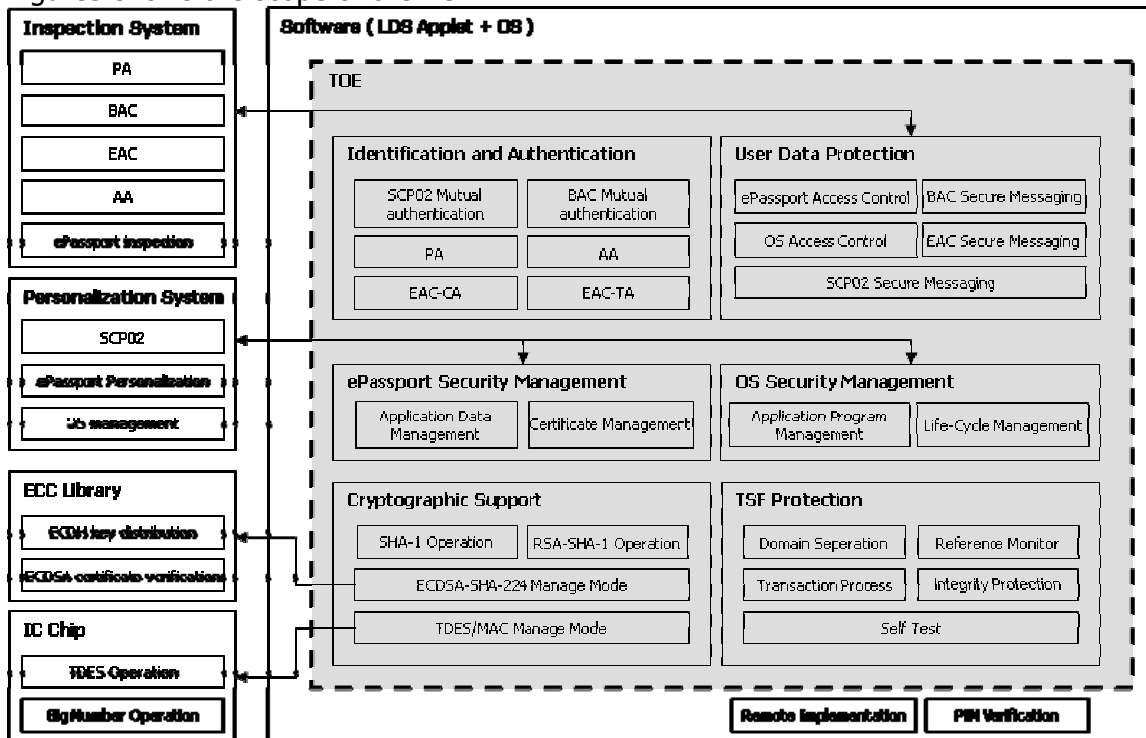 Inspection System
PA
BAC
EAC
AA
ePassport inspection
Personalization System
SCP02
ePassport Personalization
OS management
ECC Library
ECDH key distribution
ECDSA certificate verifications
IC Chip
TDES Operation
Big Number Operation
Software ( LDS Applet + OS )
TOE
Identification and Authentication
SCP02 Mutual
authentication
BAC Mutual
authentication
PA
AA
EAC-CA
EAC-TA
User Data Protection
ePassport Access Control
BAC Secure Messaging
OS Access Control
EAC Secure Messaging
SCP02 Secure Messaging
ePassport Security Management
Application Data
Management
Certificate Management
OS Security Management
Application Program
Management
Life-Cycle Management
Cryptographic Support
SHA-1 Operation
RSA-SHA-1 Operation
ECDSA-SHA-224 Manage Mode
TDES/MAC Manage Mode
TSF Protection
Domain Seperation
Reference Monitor
Transaction Process
Integrity Protection
Self Test
Remote Implementation
PIN Verification